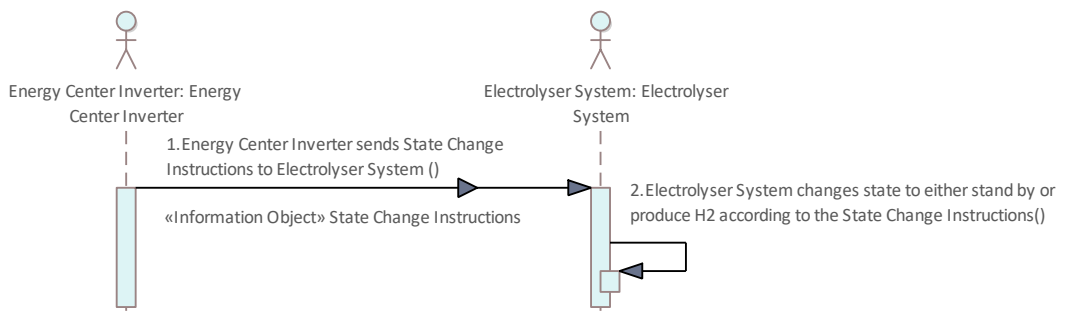 Energy Center Inverter: Energy
Center Inverter
Electrolyser System: Electrolyser
System
1.Energy Center Inverter sends State Change
Instructions to Electrolyser System ()
«Information Object» State Change Instructions
2.Electrolyser System changes state to either stand by or
produce H2 according to the State Change Instructions()